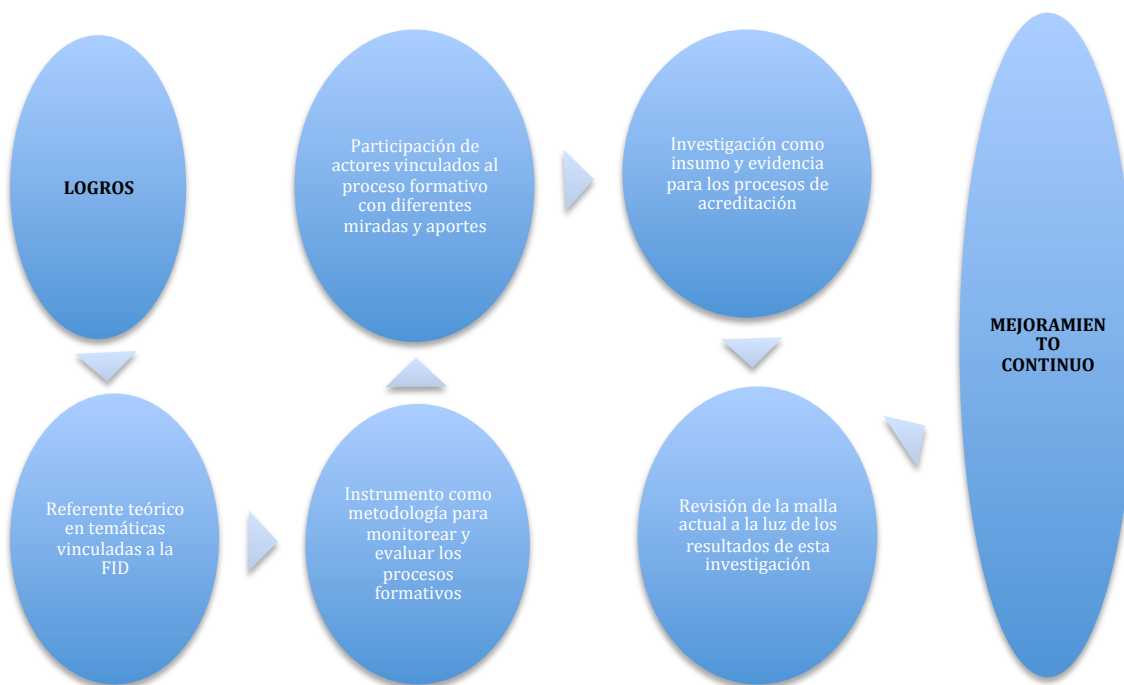 LOGROS
Referente teórico
en temáticas
vinculadas a la
FID
Instrumento como
metodología para
monitorear y
evaluar los
procesos
formativos
Participación de
actores vinculados al
proceso formativo
con diferentes
miradas y aportes
Investigación como
insumo y evidencia
para los procesos de
acreditación
Revisión de la malla
actual a la luz de los
resultados de esta
investigación
MEJORAMIEN
TO
CONTINUO